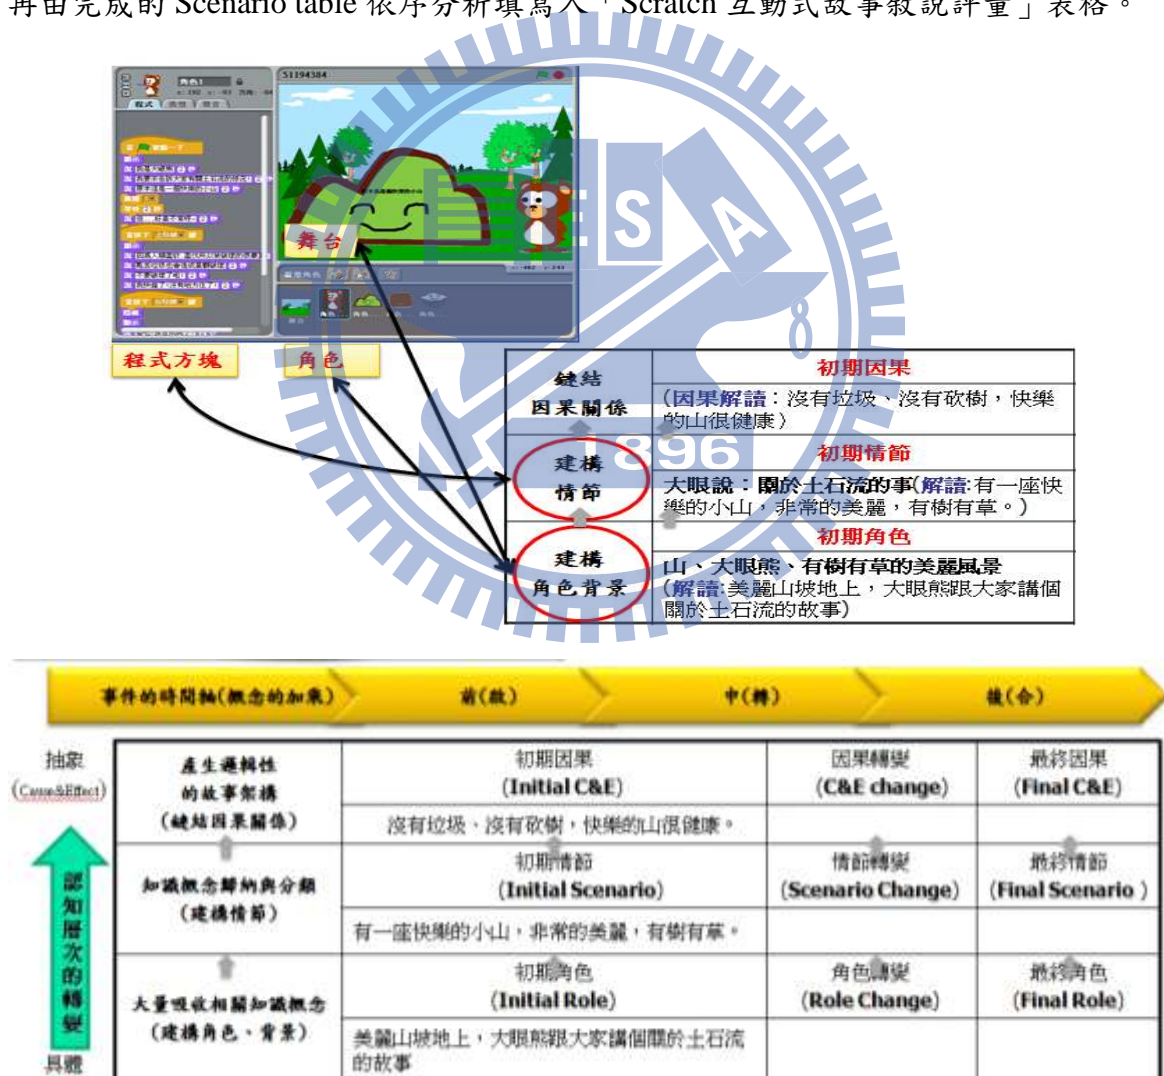 再由完成的 Scenario table 依序分析填寫入「Scratch 互動式故事敘說評量」表格。
角色1
51194384
程式
舞台
程式方塊
角色
ES A
8
1896
鏈結
因果關係
初期因果
(因果解讀：沒有垃圾、沒有砍樹，快樂
的山很健康)
建構
情節
初期情節
大眼說：關於土石流的事(解讀:有一座快
樂的小山，非常的美麗，有樹有草。)
建構
角色背景
初期角色
山、大眼熊、有樹有草的美麗風景
(解讀:美麗山坡地上，大眼熊跟大家講個
關於土石流的故事)
事件的時間軸(概念的加乘)
前(啟)
中(轉)
後(合)
抽象
(Cause&Effect)
認知層次的轉變
具體
產生邏輯性
的故事架構
(鏈結因果關係)
初期因果
(Initial C&E)
因果轉變
(C&E change)
最終因果
(Final C&E)
沒有垃圾、沒有砍樹，快樂的山很健康。
知識概念歸納與分類
(建構情節)
初期情節
(Initial Scenario)
情節轉變
(Scenario Change)
最終情節
(Final Scenario )
有一座快樂的小山，非常的美麗，有樹有草。
大量吸收相關知識概念
(建構角色、背景)
初期角色
(Initial Role)
角色轉變
(Role Change)
最終角色
(Final Role)
美麗山坡地上，大眼熊跟大家講個關於土石流
的故事